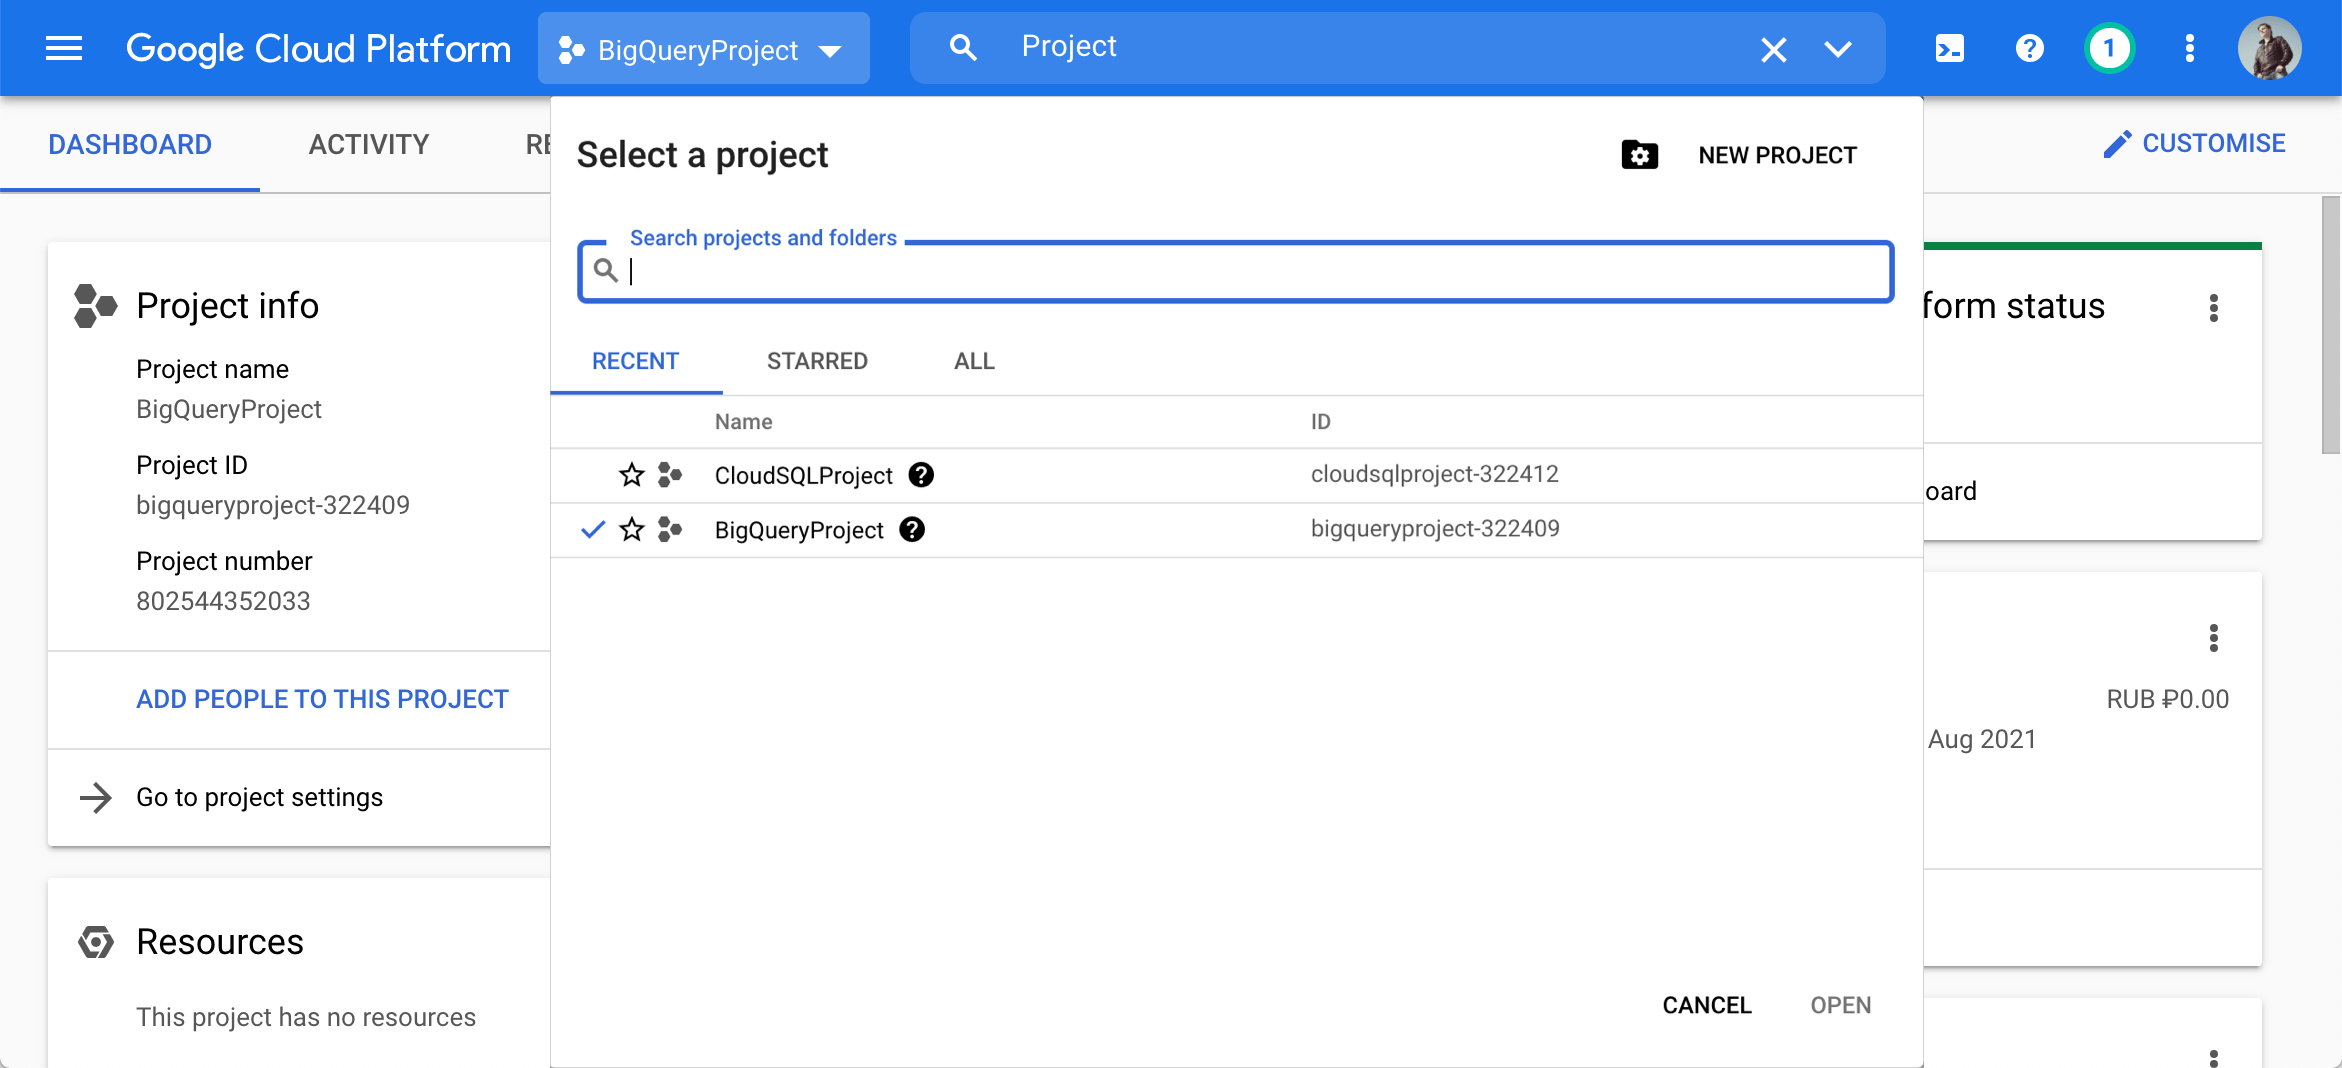 Google Cloud Platform
BigQueryProject
Project
1
DASHBOARD
ACTIVITY
CUSTOMISE
Select a project
NEW PROJECT
Search projects and folders
RECENT
STARRED
ALL
Name
ID
CloudSQLProject
cloudsqlproject-322412
BigQueryProject
bigqueryproject-322409
CANCEL
OPEN
Project info
Project name
BigQueryProject
Project ID
bigqueryproject-322409
Project number
802544352033
ADD PEOPLE TO THIS PROJECT
Go to project settings
Resources
This project has no resources
form status
oard
RUB ₽0.00
Aug 2021